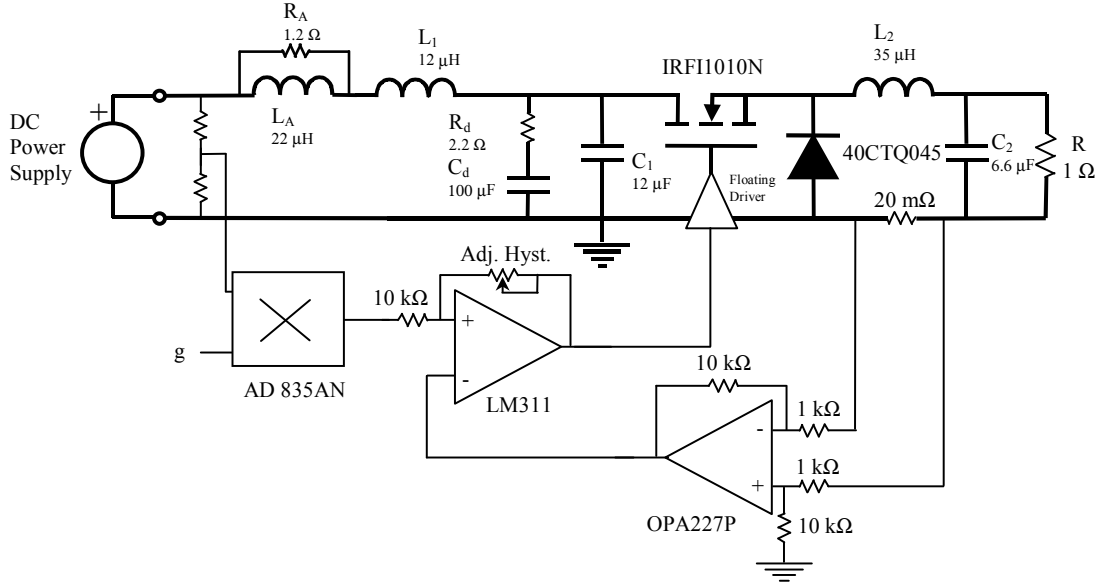 R_A
1.2 Ω
L_1
12 μH
L_2
35 μH
IRFI1010N
+
DC
Power
Supply
L_A
22 μH
R_d
2.2 Ω
C_d
100 μF
C_1
12 μF
Floating
Driver
40CTQ045
C_2
6.6 μF
R
1 Ω
20 mΩ
Adj. Hyst.
10 kΩ
+
-
g
AD 835AN
LM311
10 kΩ
1 kΩ
-
1 kΩ
+
OPA227P
10 kΩ